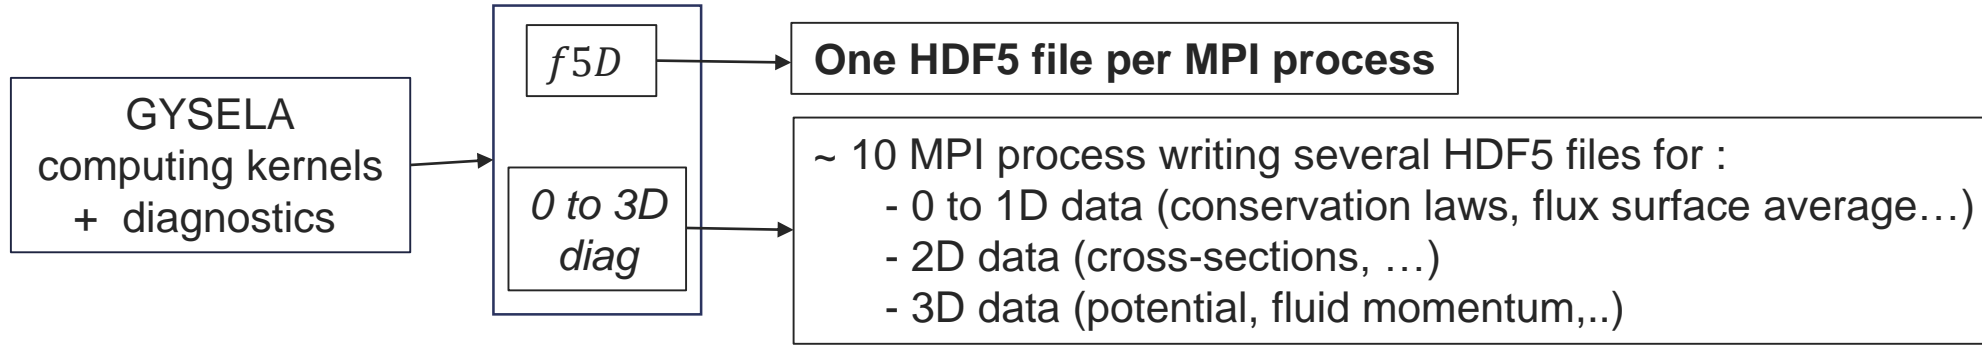 GYSELA
computing kernels
+ diagnostics
f5D
0 to 3D
diag
One HDF5 file per MPI process
~ 10 MPI process writing several HDF5 files for :
- 0 to 1D data (conservation laws, flux surface average…)
- 2D data (cross-sections, …)
- 3D data (potential, fluid momentum,..)